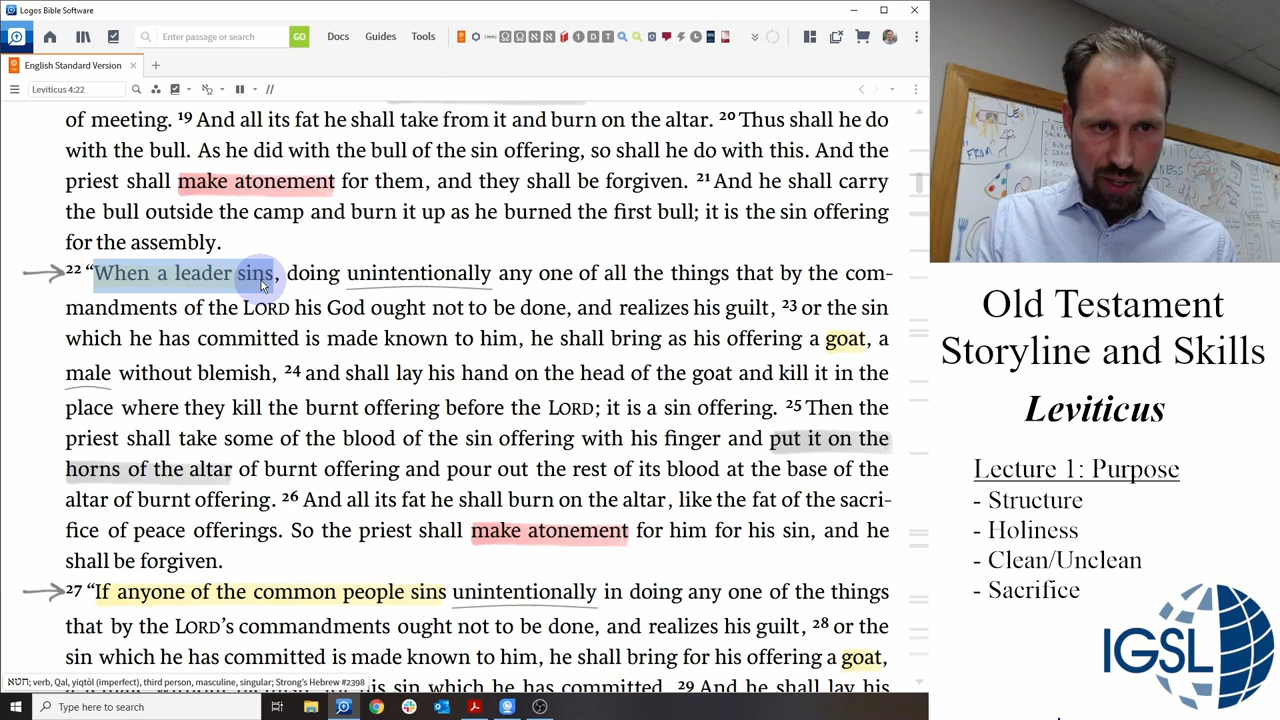 Logos Bible Software
Enter passage or search
GO
Docs
Guides
Tools
English Standard Version
Leviticus 4:22
of meeting. 19 And all its fat he shall take from it and burn on the altar. 20 Thus shall he do
with the bull. As he did with the bull of the sin offering, so shall he do with this. And the
priest shall make atonement for them, and they shall be forgiven. 21 And he shall carry
the bull outside the camp and burn it up as he burned the first bull; it is the sin offering
for the assembly.
22 “When a leader sins, doing unintentionally any one of all the things that by the com-
mandments of the LORD his God ought not to be done, and realizes his guilt, 23 or the sin
which he has committed is made known to him, he shall bring as his offering a goat, a
male without blemish, 24 and shall lay his hand on the head of the goat and kill it in the
place where they kill the burnt offering before the LORD; it is a sin offering. 25 Then the
priest shall take some of the blood of the sin offering with his finger and put it on the
horns of the altar of burnt offering and pour out the rest of its blood at the base of the
altar of burnt offering. 26 And all its fat he shall burn on the altar, like the fat of the sacri-
fice of peace offerings. So the priest shall make atonement for him for his sin, and he
shall be forgiven.
27 “If anyone of the common people sins unintentionally in doing any one of the things
that by the LORD’s commandments ought not to be done, and realizes his guilt, 28 or the
sin which he has committed is made known to him, he shall bring for his offering a goat,
his sin which he has committed. 29 And he shall lay his
חטא; verb, Qal, yiqtōl (imperfect), third person, masculine, singular; Strong's Hebrew #2398
Type here to search
"FROM"
Old Testament
Storyline and Skills
Leviticus
Lecture 1: Purpose
- Structure
- Holiness
- Clean/Unclean
- Sacrifice
IGSL